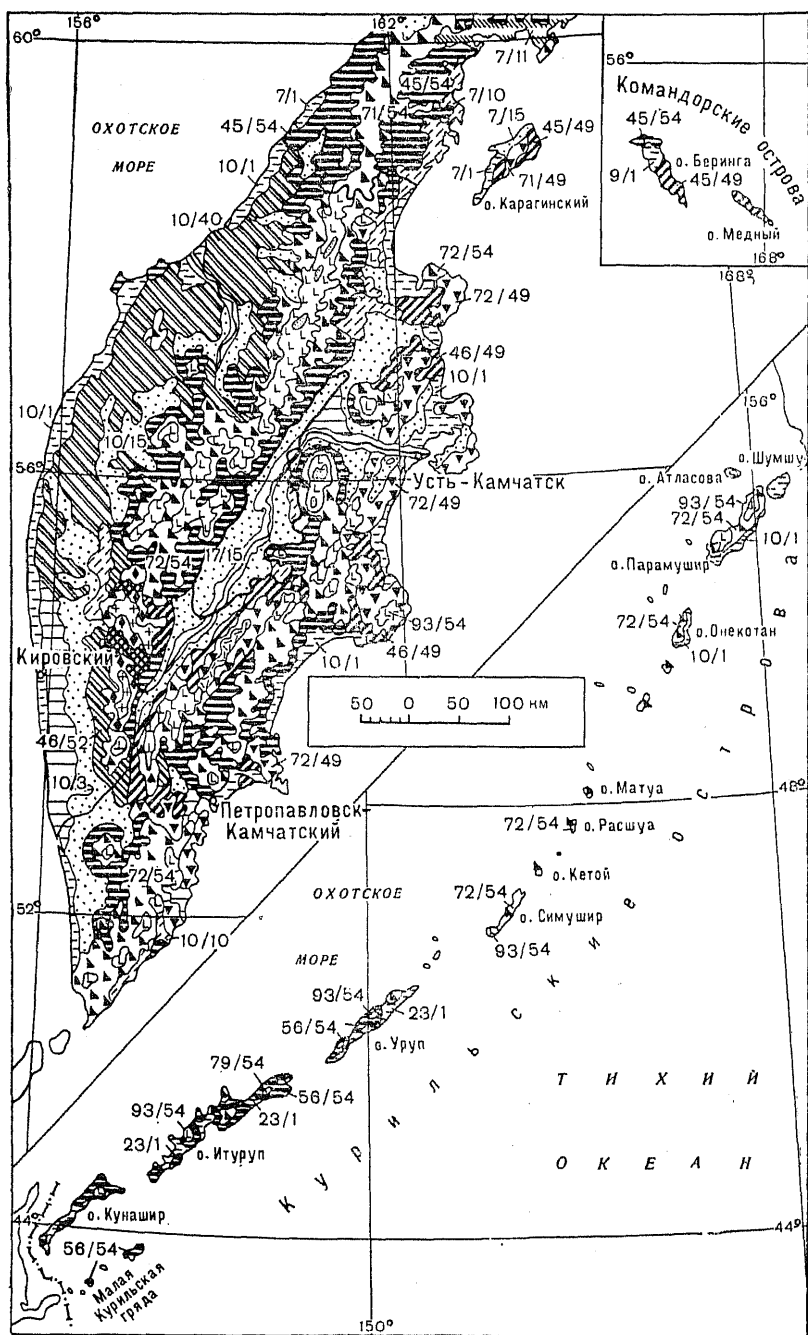 156°
162°
60°
7/11
56°
Командорские острова
45/54
о. Беринга
9/1
45/49
о. Медный
168°
168°
ОХОТСКОЕ
МОРЕ
7/1
45/54
71/54
45/54
7/10
7/15
45/49
10/1
7/1
71/49
о. Карагинский
10/40
72/54
72/49
46/49
10/1
10/1
10/15
56°
Усть-Камчатск
72/49
156°
о. Шумшу
о. Атласова
93/54
72/54
10/1
о. Парамушир
72/54
17/15
93/54
46/49
10/1
Кировский
72/54
о. Онекотан
10/1
50 0 50 100 км
46/52
10/3
72/49
Петропавловск-
Камчатский
о. Матуа
48°
72/54
о. Расшуа
о. Кетой
72/54
ОХОТСКОЕ
МОРЕ
72/54
о. Симушир
93/54
52°
10/10
93/54
23/1
56/54
о. Уруп
79/54
56/54
93/54
23/1
23/1
о. Итуруп
Курильские острова
ТИХИЙ
ОКЕАН
о. Кунашир
44°
44°
56/54
Малая
Курильская
гряда
150°